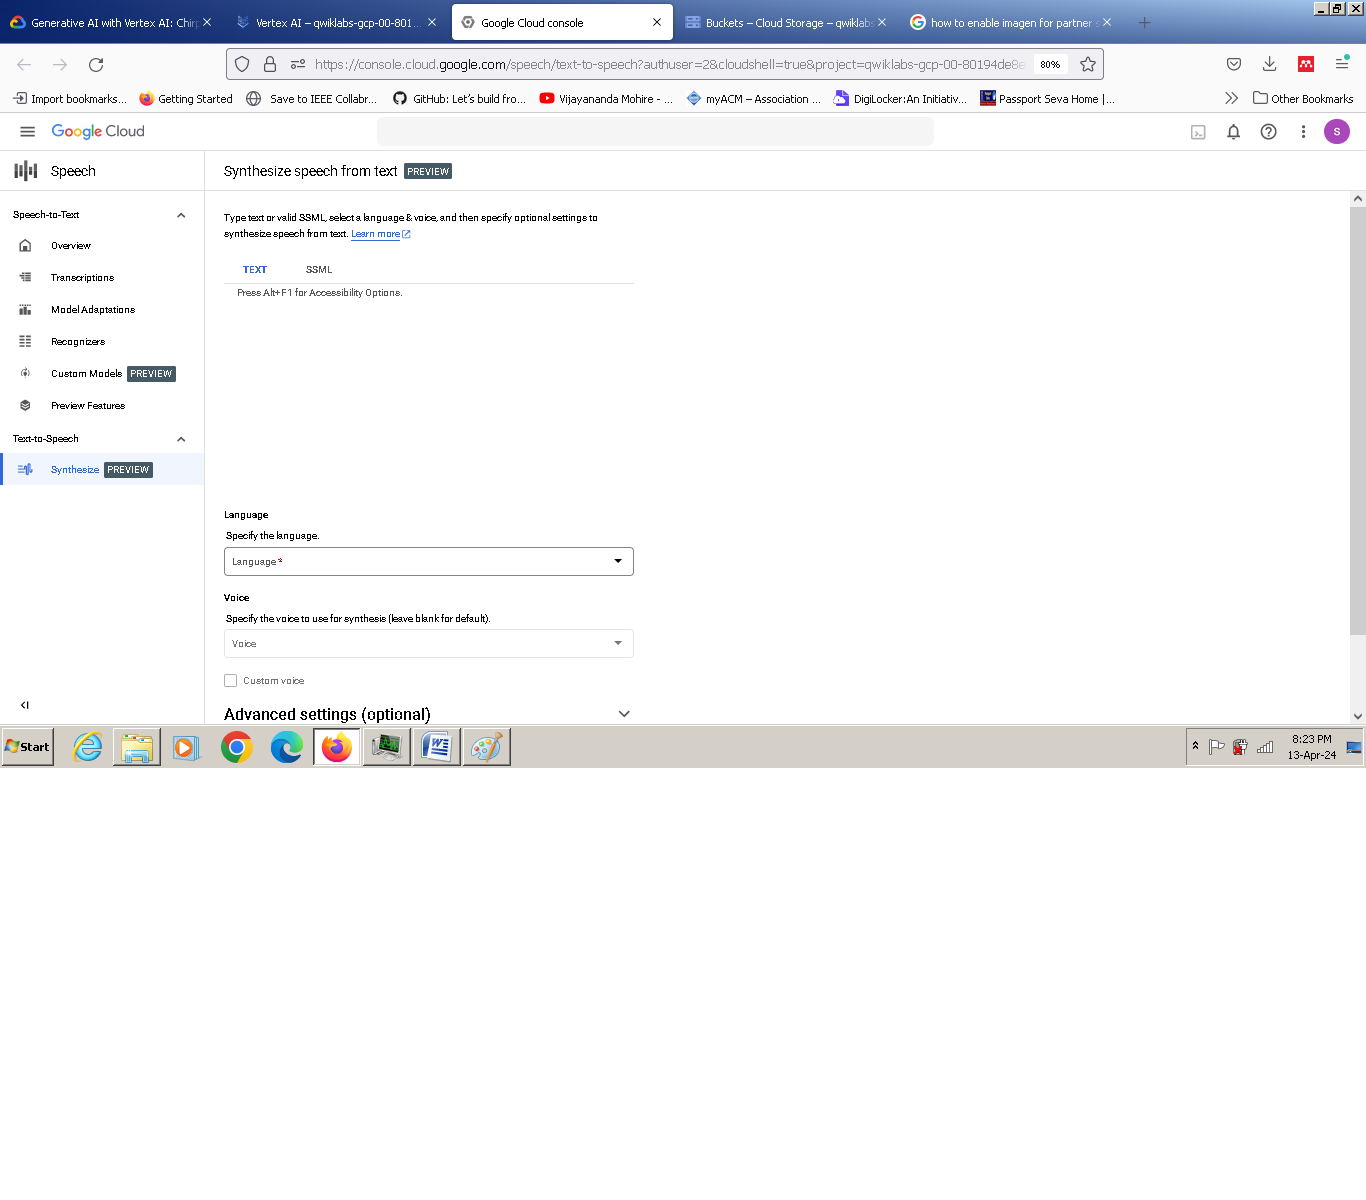 Generative AI with Vertex AI: Chirp
Vertex AI – qwiklabs-gcp-00-801...
Google Cloud console
Buckets – Cloud Storage – qwiklabs
how to enable imagen for partner s
https://console.cloud.google.com/speech/text-to-speech?authuser=2&cloudshell=true&project=qwiklabs-gcp-00-80194de8e
80%
Import bookmarks...
Getting Started
Save to IEEE Collabr...
GitHub: Let's build fro...
Vijayananda Mohire - ...
myACM – Association ...
DigiLocker:An Initiativ...
Passport Seva Home |...
Other Bookmarks
Google Cloud
S
Speech
Synthesize speech from text PREVIEW
Speech-to-Text
Overview
Transcriptions
Model Adaptations
Recognizers
Custom Models PREVIEW
Preview Features
Text-to-Speech
Synthesize PREVIEW
Type text or valid SSML, select a language & voice, and then specify optional settings to
synthesize speech from text. Learn more
TEXT SSML
Press Alt+F1 for Accessibility Options.
Language
Specify the language.
Language *
Voice
Specify the voice to use for synthesis (leave blank for default).
Voice
Custom voice
Advanced settings (optional)
Start
8:23 PM
13-Apr-24